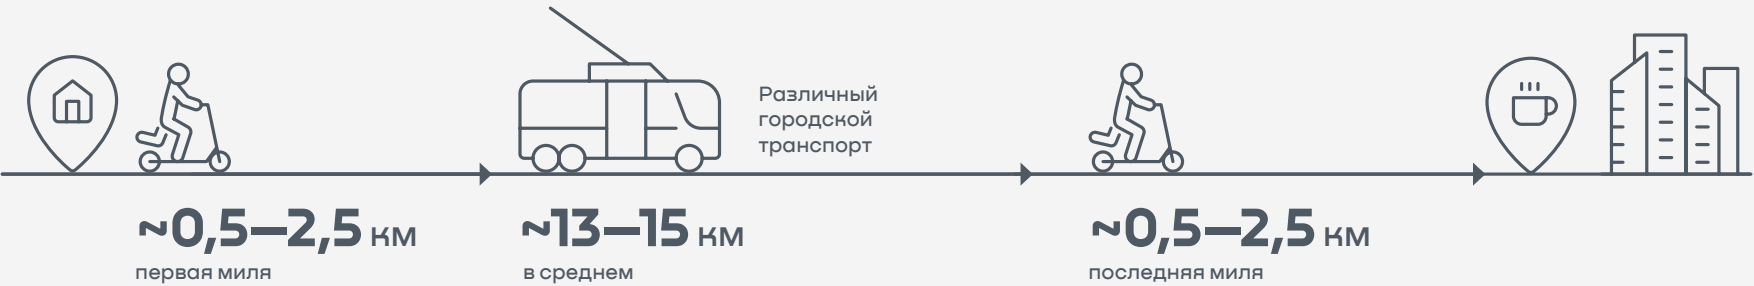 Различный
городской
транспорт
~0,5—2,5 км
первая миля
~13—15 км
в среднем
~0,5—2,5 км
последняя миля